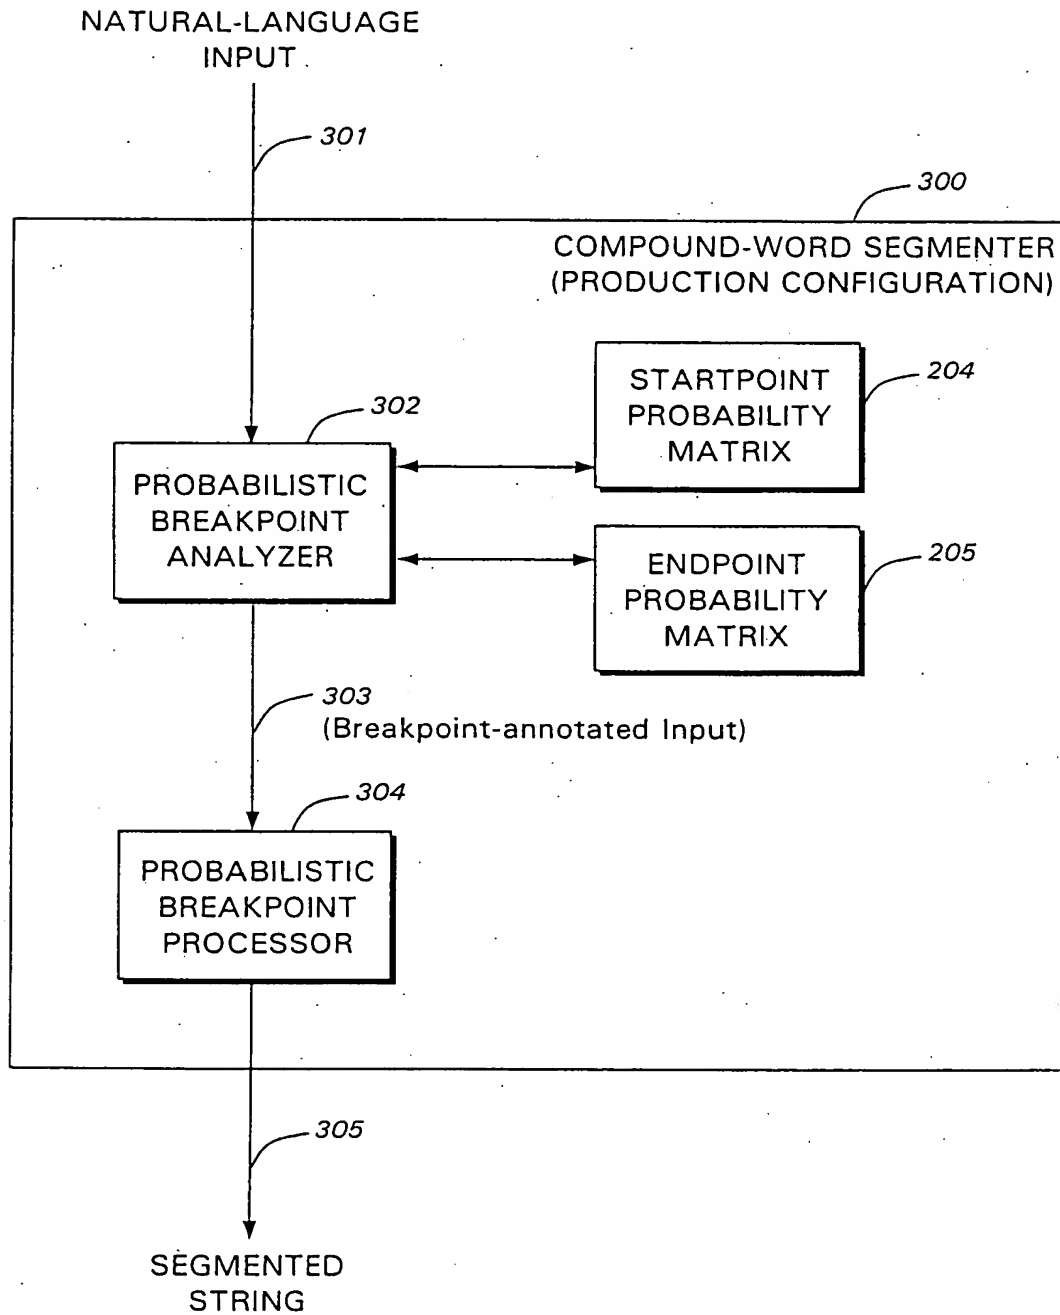 NATURAL-LANGUAGE
INPUT
301
300
COMPOUND-WORD SEGMENTER
(PRODUCTION CONFIGURATION)
STARTPOINT
PROBABILITY
MATRIX
204
302
PROBABILISTIC
BREAKPOINT
ANALYZER
ENDPOINT
PROBABILITY
MATRIX
205
303
(Breakpoint-annotated Input)
304
PROBABILISTIC
BREAKPOINT
PROCESSOR
305
SEGMENTED
STRING